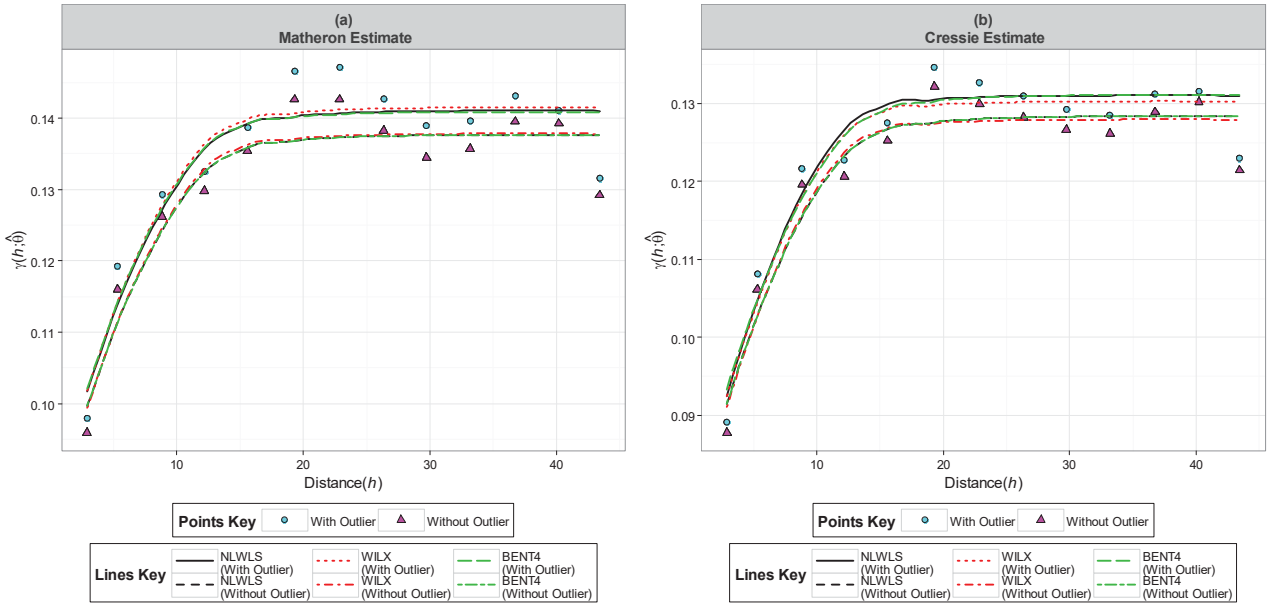 (a)
Matheron Estimate
0.14
0.13
0.12
0.11
0.10
γ(h;θ̂)
10
20
30
40
Distance(h)
Points Key
With Outlier
Without Outlier
Lines Key
NLWLS
(With Outlier)
WILX
(With Outlier)
BENT4
(With Outlier)
NLWLS
(Without Outlier)
WILX
(Without Outlier)
BENT4
(Without Outlier)
(b)
Cressie Estimate
0.13
0.12
0.11
0.10
0.09
γ(h;θ̂)
10
20
30
40
Distance(h)
Points Key
With Outlier
Without Outlier
Lines Key
NLWLS
(With Outlier)
WILX
(With Outlier)
BENT4
(With Outlier)
NLWLS
(Without Outlier)
WILX
(Without Outlier)
BENT4
(Without Outlier)